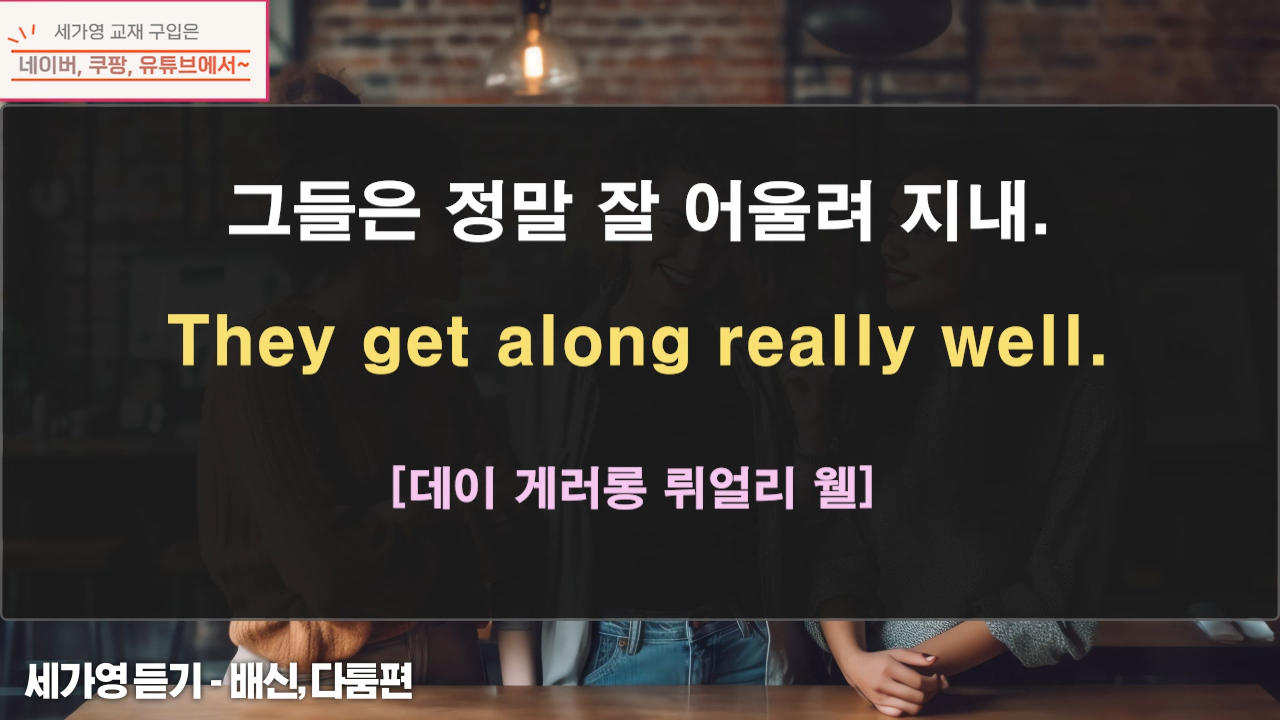 세가영 교재 구입은
네이버, 쿠팡, 유튜브에서~
그들은 정말 잘 어울려 지내.
They get along really well.
[데이 게러롱 뤼얼리 웰]
세가영 듣기 - 배신, 다툼편